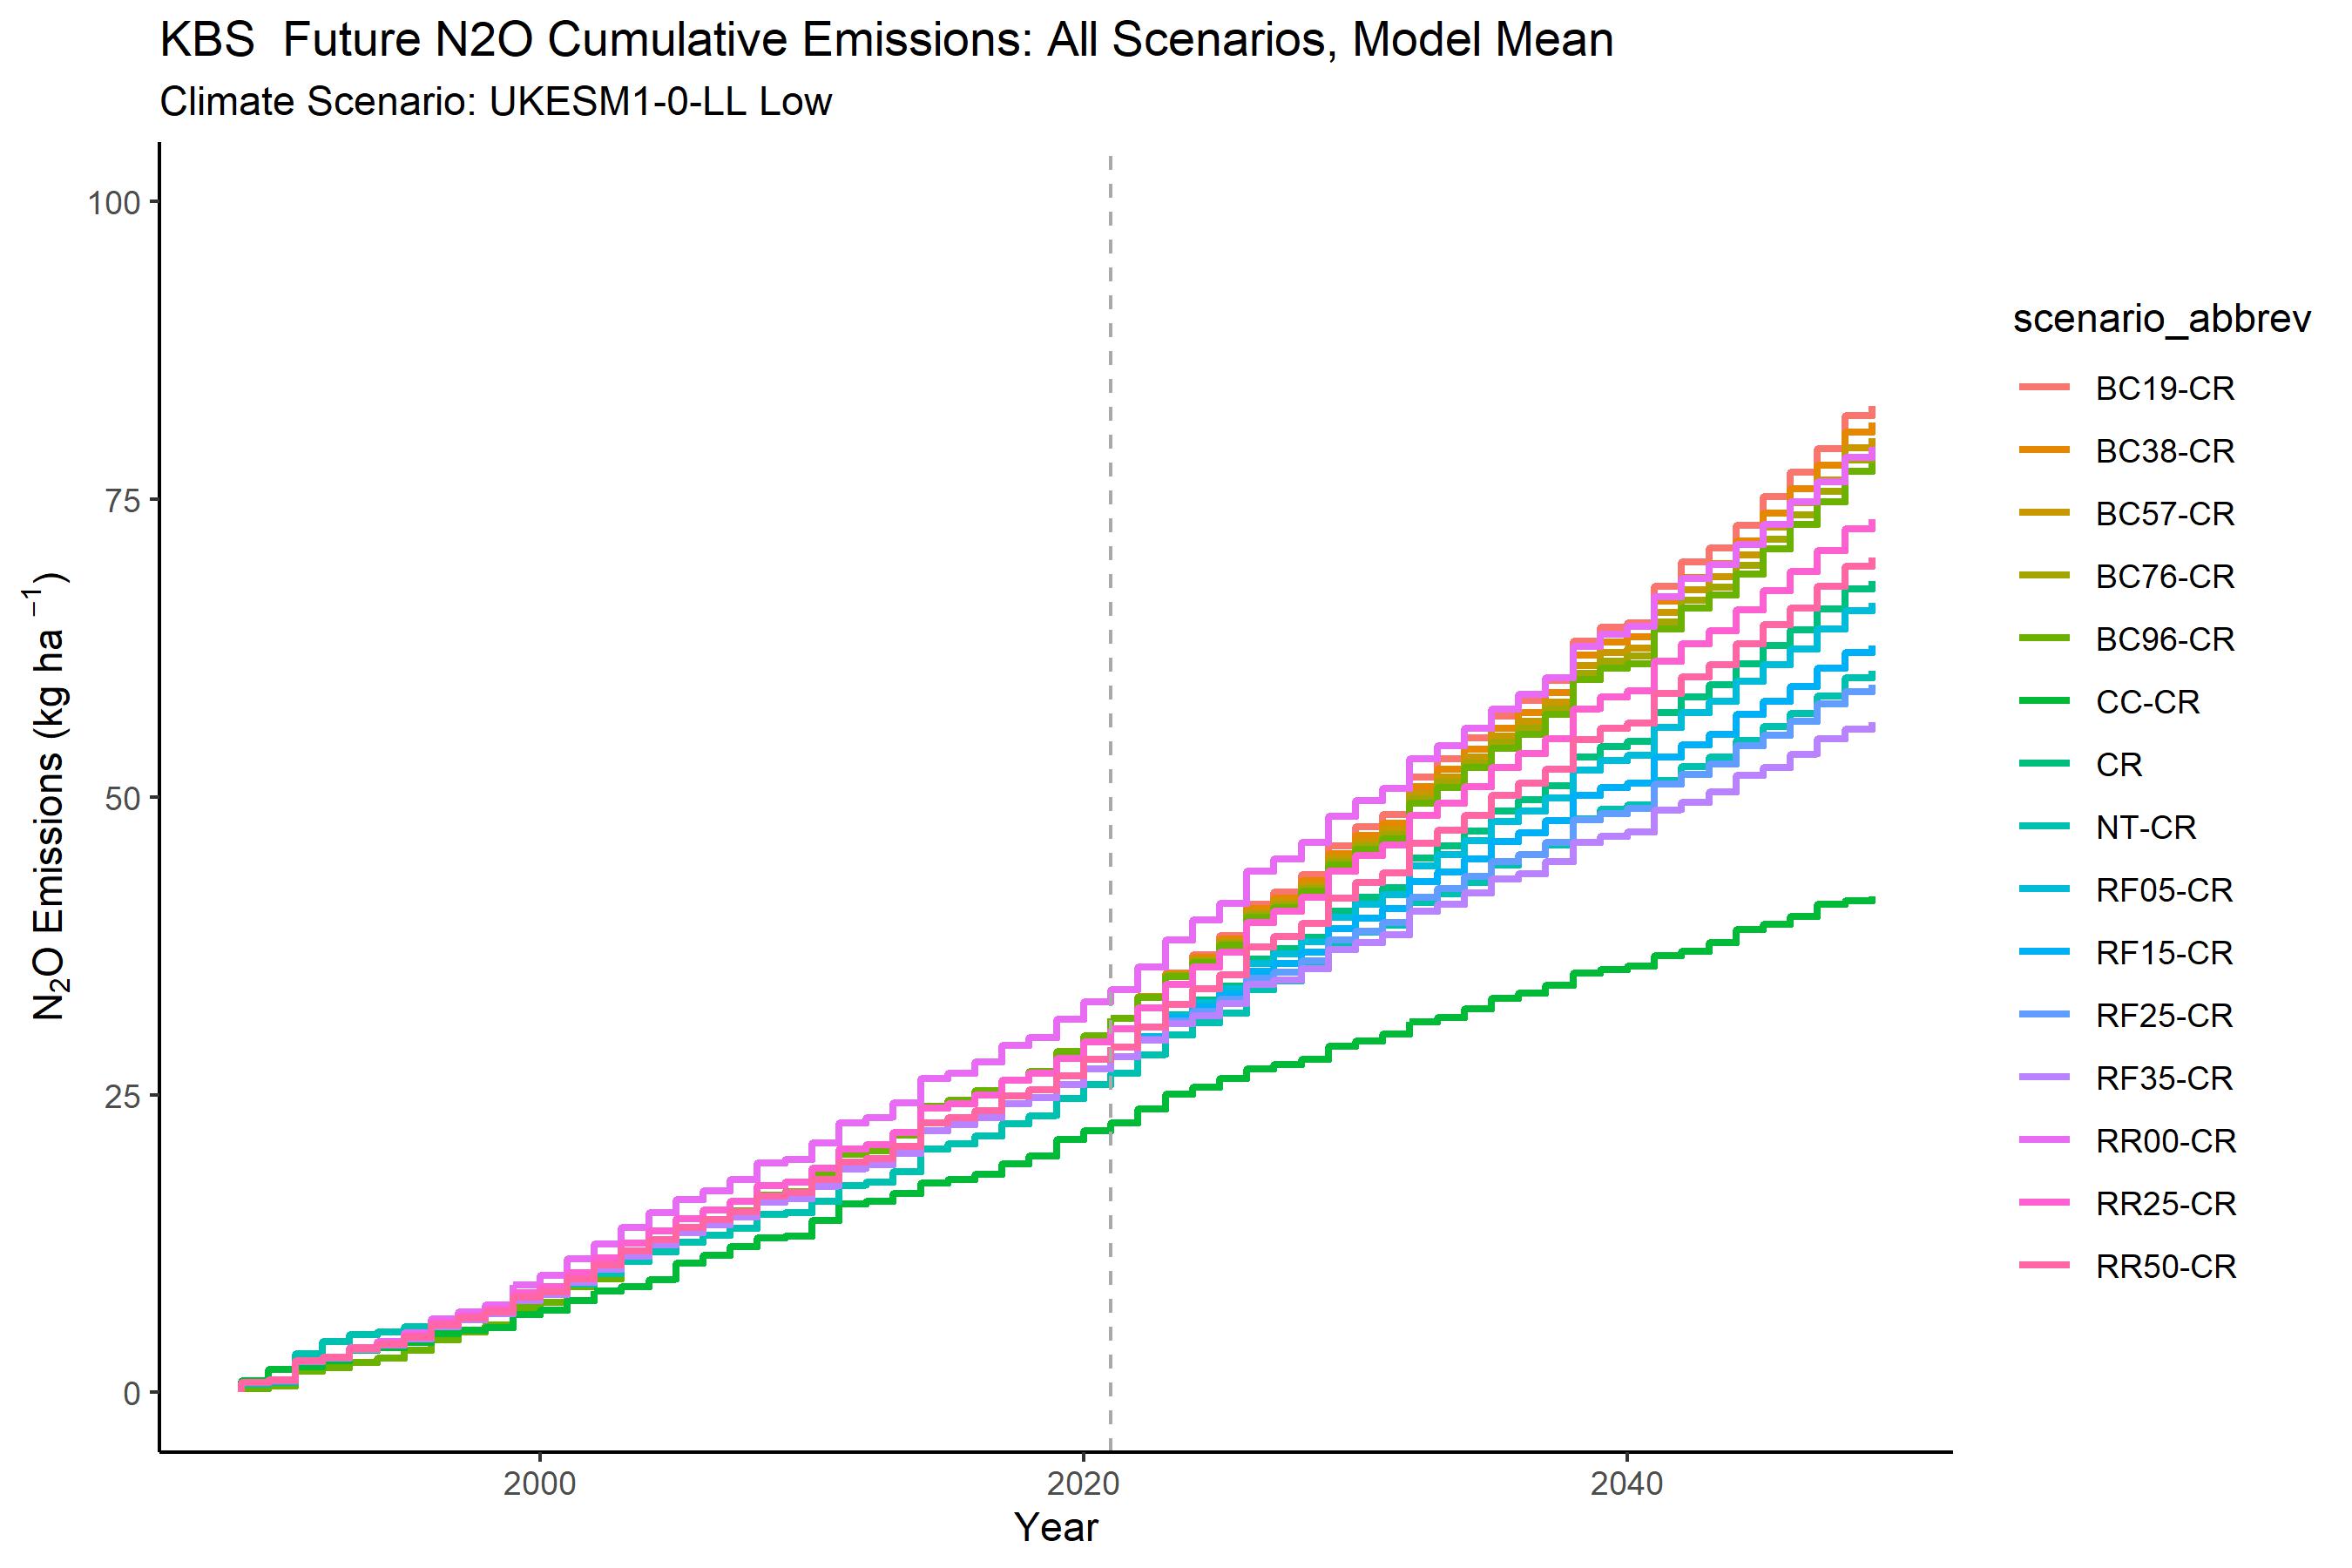 KBS  Future N2O Cumulative Emissions: All Scenarios, Model Mean
Climate Scenario: UKESM1-0-LL Low
N₂O Emissions (kg ha ⁻¹)
100
75
50
25
0
2000
2020
2040
Year
scenario_abbrev
BC19-CR
BC38-CR
BC57-CR
BC76-CR
BC96-CR
CC-CR
CR
NT-CR
RF05-CR
RF15-CR
RF25-CR
RF35-CR
RR00-CR
RR25-CR
RR50-CR